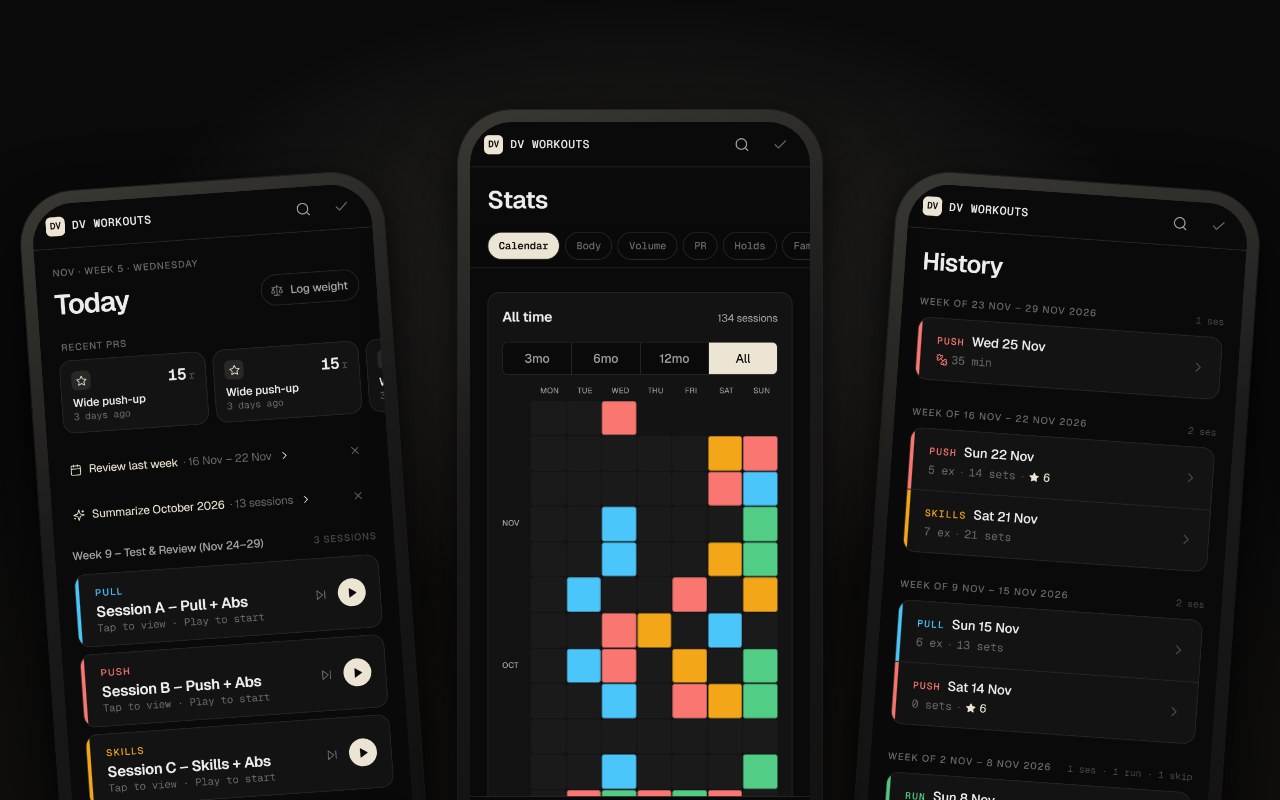 DV DV WORKOUTS
NOV · WEEK 5 · WEDNESDAY
Today
Log weight
RECENT PRS
15 r
Wide push-up
3 days ago
15 r
Wide push-up
3 days ago
Review last week · 16 Nov – 22 Nov
Summarize October 2026 · 13 sessions
Week 9 – Test & Review (Nov 24–29)
3 SESSIONS
PULL
Session A – Pull + Abs
Tap to view · Play to start
PUSH
Session B – Push + Abs
Tap to view · Play to start
SKILLS
Session C – Skills + Abs
Tap to view · Play to start
DV DV WORKOUTS
Stats
Calendar Body Volume PR Holds Fam
All time
134 sessions
3mo 6mo 12mo All
MON TUE WED THU FRI SAT SUN
NOV
OCT
DV DV WORKOUTS
History
WEEK OF 23 NOV – 29 NOV 2026
1 ses
PUSH Wed 25 Nov
35 min
WEEK OF 16 NOV – 22 NOV 2026
2 ses
PUSH Sun 22 Nov
5 ex · 14 sets · ★ 6
SKILLS Sat 21 Nov
7 ex · 21 sets
WEEK OF 9 NOV – 15 NOV 2026
2 ses
PULL Sun 15 Nov
6 ex · 13 sets
PUSH Sat 14 Nov
0 sets · ★ 6
WEEK OF 2 NOV – 8 NOV 2026
1 ses · 1 run · 1 skip
RUN Sun 8 Nov